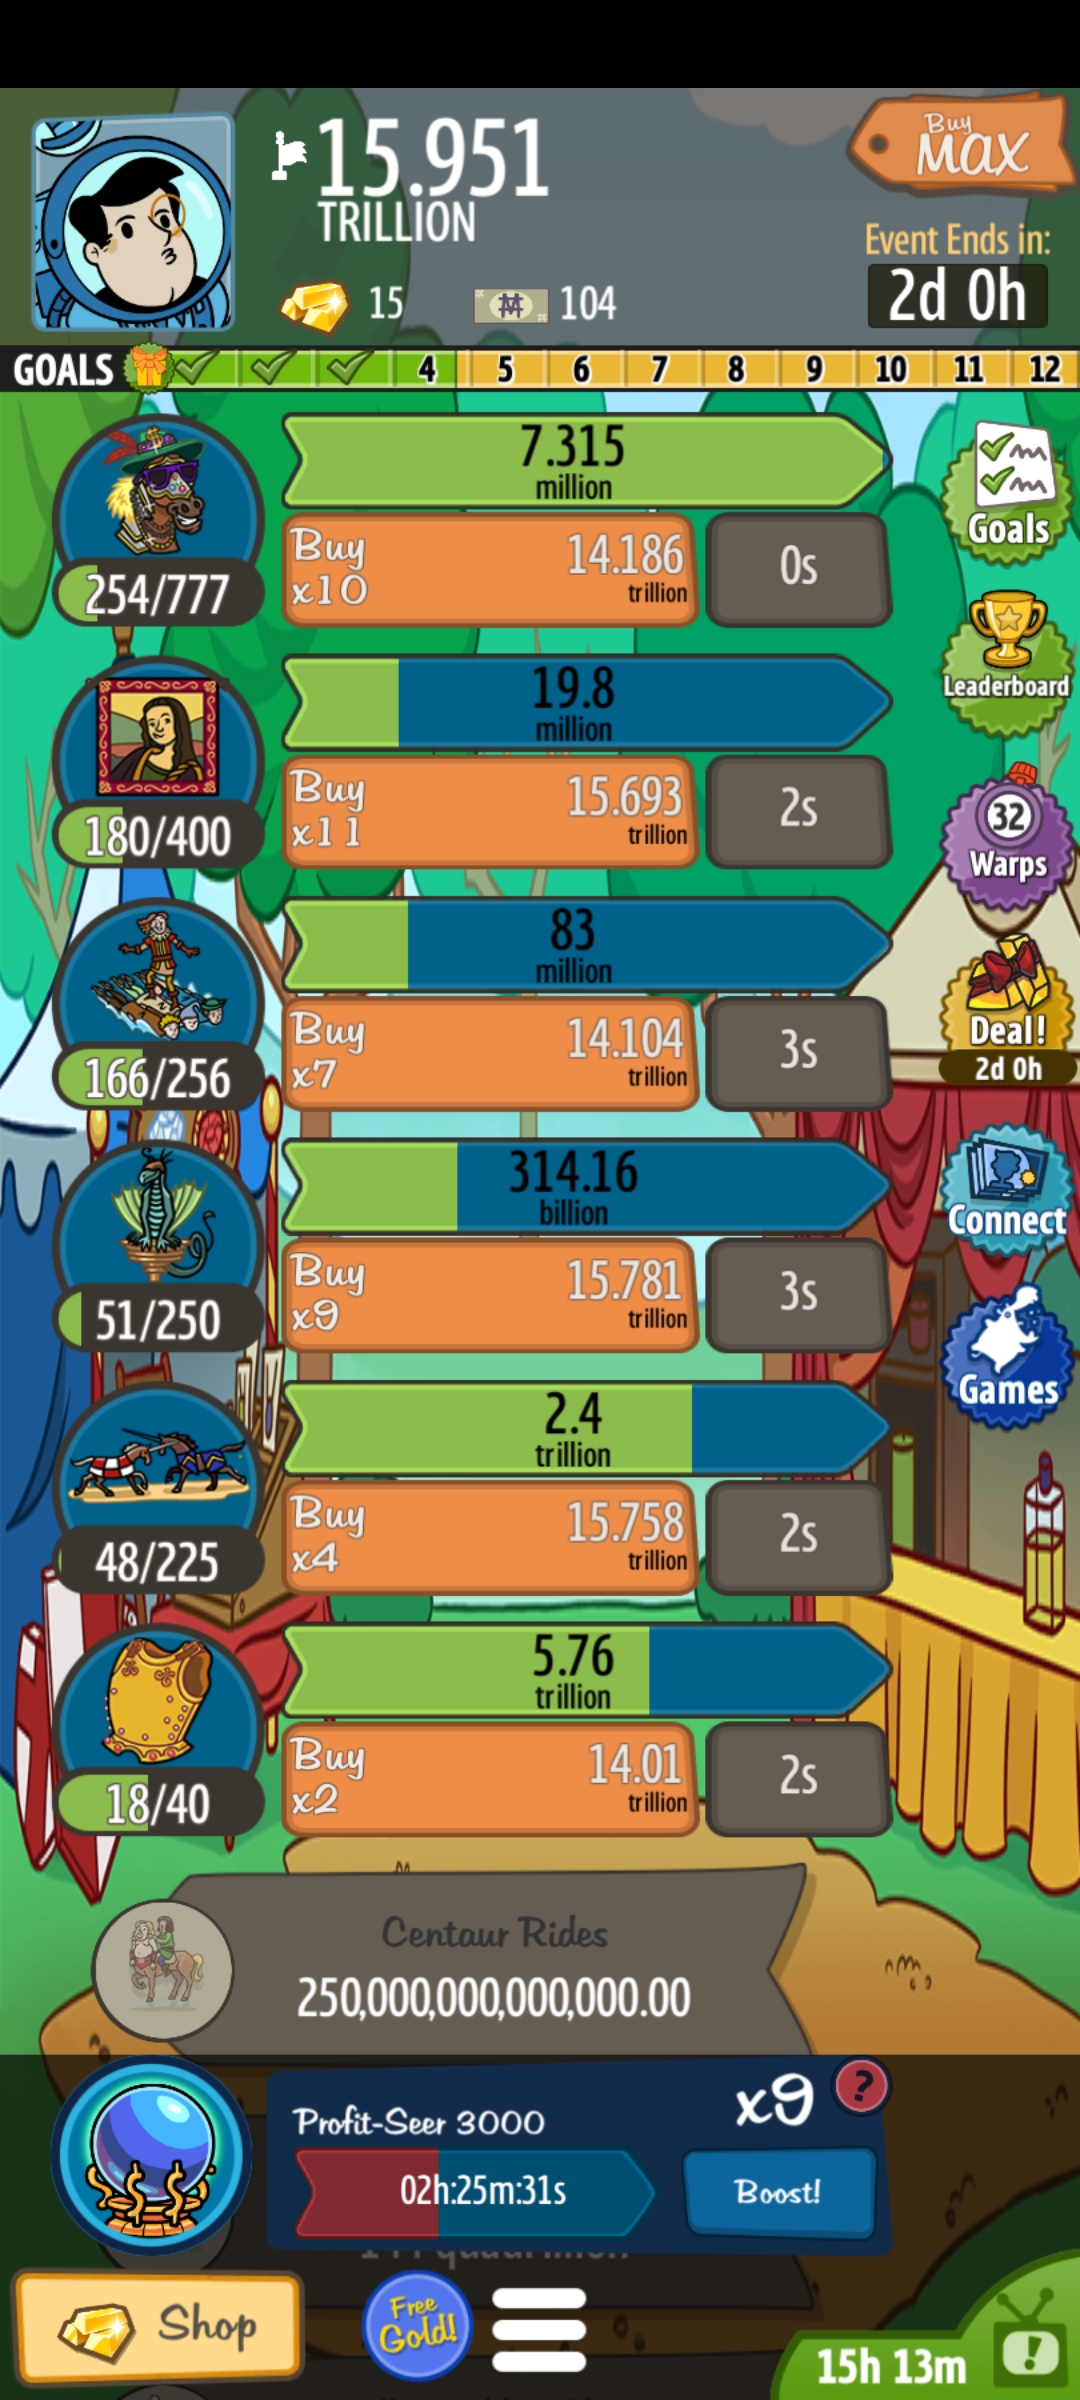 15.951
TRILLION
Buy
MAX
Event Ends in:
2d 0h
15
104
GOALS 4 5 6 7 8 9 10 11 12
7.315
million
Buy
x10
14.186
trillion
0s
254/777
Goals
19.8
million
Buy
x11
15.693
trillion
2s
180/400
Leaderboard
32
Warps
83
million
Buy
x7
14.104
trillion
3s
166/256
Deal!
2d 0h
314.16
billion
Buy
x9
15.781
trillion
3s
51/250
Connect
Games
2.4
trillion
Buy
x4
15.758
trillion
2s
48/225
5.76
trillion
Buy
x2
14.01
trillion
2s
18/40
Centaur Rides
250,000,000,000,000.00
Profit-Seer 3000
x9
?
02h:25m:31s
Boost!
Shop
Free
Gold!
15h 13m
!